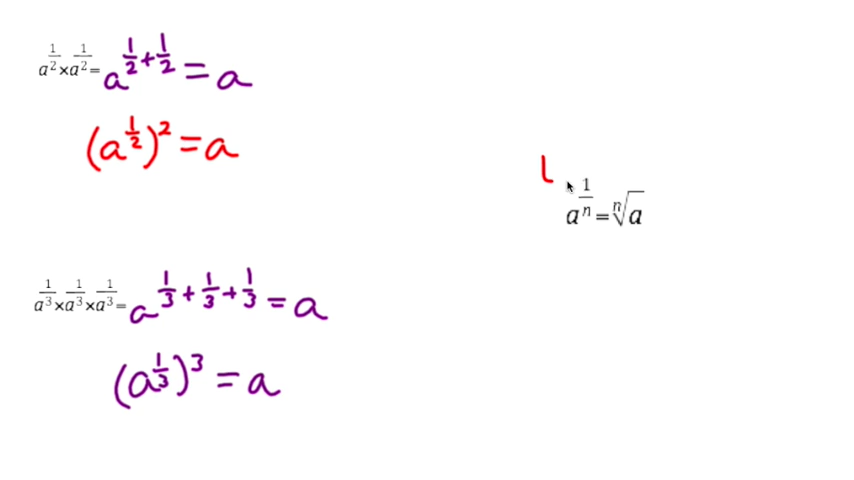 a^{1/2}×a^{1/2}= a^{1/2+1/2} = a
(a^{1/2})^2 = a
a^{1/n}=\sqrt[n]{a}
a^{1/3}×a^{1/3}×a^{1/3}= a^{1/3+1/3+1/3} = a
(a^{1/3})^3 = a